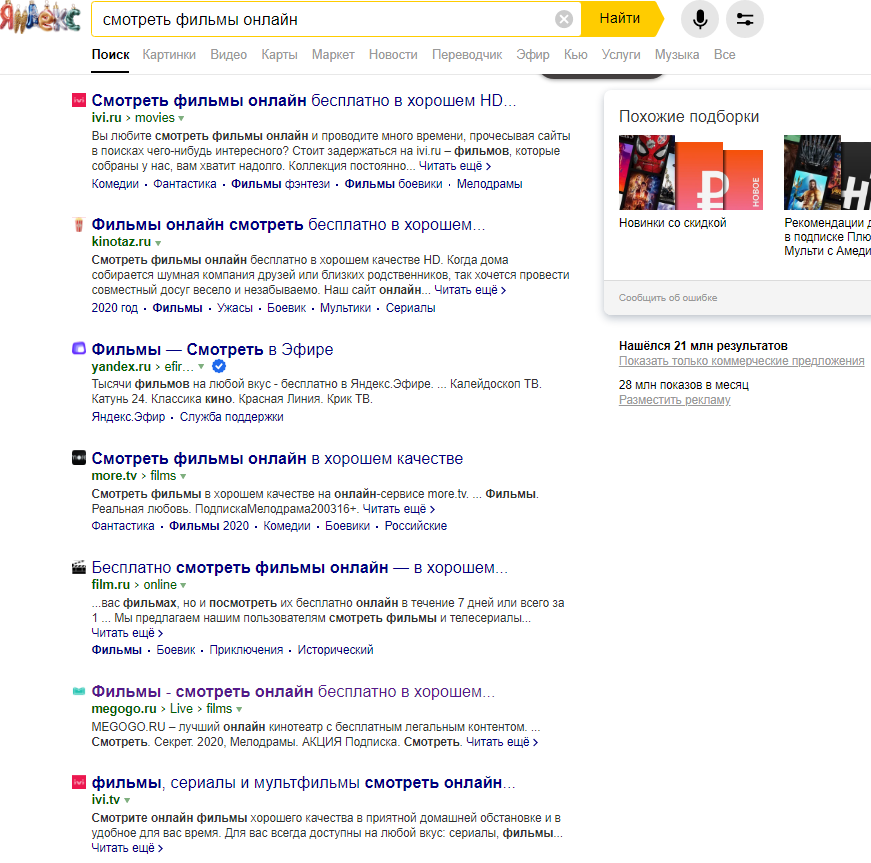 Яндекс
смотреть фильмы онлайн
Найти
Поиск Картинки Видео Карты Маркет Новости Переводчик Эфир Кью Услуги Музыка Все
Смотреть фильмы онлайн бесплатно в хорошем HD...
ivi.ru › movies
Вы любите смотреть фильмы онлайн и проводите много времени, прочесывая сайты
в поисках чего-нибудь интересного? Стоит задержаться на ivi.ru – фильмов, которые
собраны у нас, вам хватит надолго. Коллекция постоянно... Читать ещё >
Комедии · Фантастика · Фильмы фэнтези · Фильмы боевики · Мелодрамы
Фильмы онлайн смотреть бесплатно в хорошем...
kinotaz.ru
Смотреть фильмы онлайн бесплатно в хорошем качестве HD. Когда дома
собирается шумная компания друзей или близких родственников, так хочется провести
совместный досуг весело и незабываемо. Наш сайт онлайн... Читать ещё >
2020 год · Фильмы · Ужасы · Боевик · Мультики · Сериалы
Фильмы — Смотреть в Эфире
yandex.ru › efir...
Тысячи фильмов на любой вкус - бесплатно в Яндекс.Эфире. ... Калейдоскоп ТВ.
Катунь 24. Классика кино. Красная Линия. Крик ТВ.
Яндекс.Эфир · Служба поддержки
Смотреть фильмы онлайн в хорошем качестве
more.tv › films
Смотреть фильмы в хорошем качестве на онлайн-сервисе more.tv. ... Фильмы.
Реальная любовь. ПодпискаМелодрама200316+. Читать ещё >
Фантастика · Фильмы 2020 · Комедии · Боевики · Российские
Бесплатно смотреть фильмы онлайн — в хорошем...
film.ru › online
...вас фильмах, но и посмотреть их бесплатно онлайн в течение 7 дней или всего за
1 ... Мы предлагаем нашим пользователям смотреть фильмы и телесериалы...
Читать ещё >
Фильмы · Боевик · Приключения · Исторический
Фильмы - смотреть онлайн бесплатно в хорошем...
megogo.ru › Live › films
MEGOGO.RU – лучший онлайн кинотеатр с бесплатным легальным контентом. ...
Смотреть. Секрет. 2020, Мелодрамы. АКЦИЯ Подписка. Смотреть. Читать ещё >
фильмы, сериалы и мультфильмы смотреть онлайн...
ivi.tv
Смотрите онлайн фильмы хорошего качества в приятной домашней обстановке и в
удобное для вас время. Для вас всегда доступны на любой вкус: сериалы, фильмы...
Читать ещё >
Похожие подборки
₽
НОВОЕ
Новинки со скидкой
Рекомендации д
в подписке Плю
Мульти с Амеди
Сообщить об ошибке
Нашёлся 21 млн результатов
Показать только коммерческие предложения
28 млн показов в месяц
Разместить рекламу